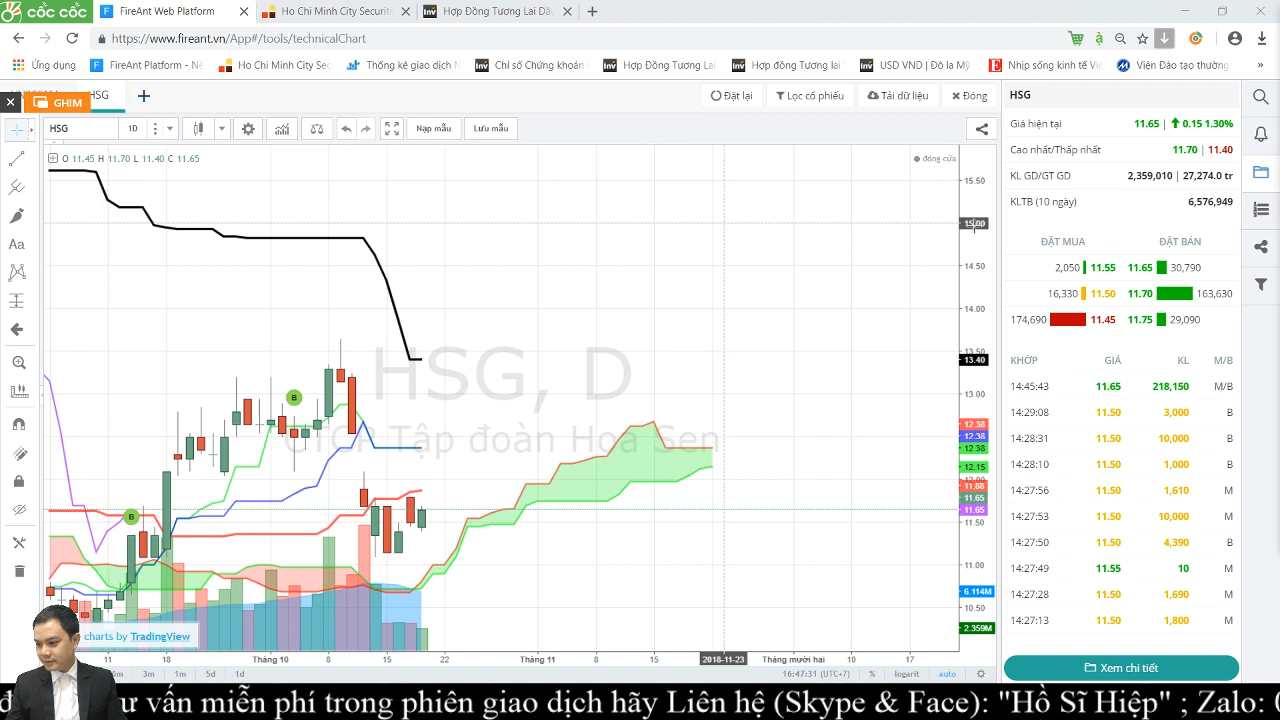 CỐC CỐC
FireAnt Web Platform
Ho Chi Minh City Securiti
Hợp Đồng Tương Lai Dầu
https://www.fireant.vn/App#/tools/technicalChart
Ứng dụng
FireAnt Platform - Nề
Ho Chi Minh City Sec
Thống kê giao dịch N
Chỉ số Chứng khoán
Hợp Đồng Tương Lai
Hợp đồng Tương lai
USD VND | Đô la Mỹ
Nhịp sống kinh tế Vi
Viện Đào tạo thường
GHIM
HSG
Lọc cổ phiếu
Tải dữ liệu
Đóng
HSG
HSG
1D
Nạp mẫu
Lưu mẫu
O 11.45 H 11.70 L 11.40 C 11.65
đóng cửa
HSG, D
CTCP Tập đoàn Hoa Sen
15.50
15.00
14.50
14.00
13.50
13.40
13.00
12.38
12.38
12.38
12.15
12.00
11.88
11.65
11.65
11.50
11.00
6.114M
10.50
2.359M
B
B
charts by TradingView
11
18
Tháng 10
8
15
22
Tháng 11
8
15
2018-11-23
Tháng mười hai
10
17
6m
3m
1m
5d
1d
16:47:31 (UTC+7)
%
logarit
auto
Giá hiện tại 11.65 | 0.15 1.30%
Cao nhất/Thấp nhất 11.70 | 11.40
KL GD/GT GD 2,359,010 | 27,274.0 tr
KLTB (10 ngày) 6,576,949
ĐẶT MUA ĐẶT BÁN
2,050 11.55 11.65 30,790
16,330 11.50 11.70 163,630
174,690 11.45 11.75 29,090
KHỚP GIÁ KL M/B
14:45:43 11.65 218,150 M/B
14:29:08 11.50 3,000 B
14:28:31 11.50 10,000 B
14:28:10 11.50 1,000 B
14:27:56 11.50 1,610 M
14:27:53 11.50 10,000 M
14:27:50 11.50 4,390 B
14:27:49 11.55 10 M
14:27:28 11.50 1,690 M
14:27:13 11.50 1,800 M
Xem chi tiết
ư vấn miễn phí trong phiên giao dịch hãy Liên hệ (Skype & Face): "Hồ Sĩ Hiệp" ; Zalo: